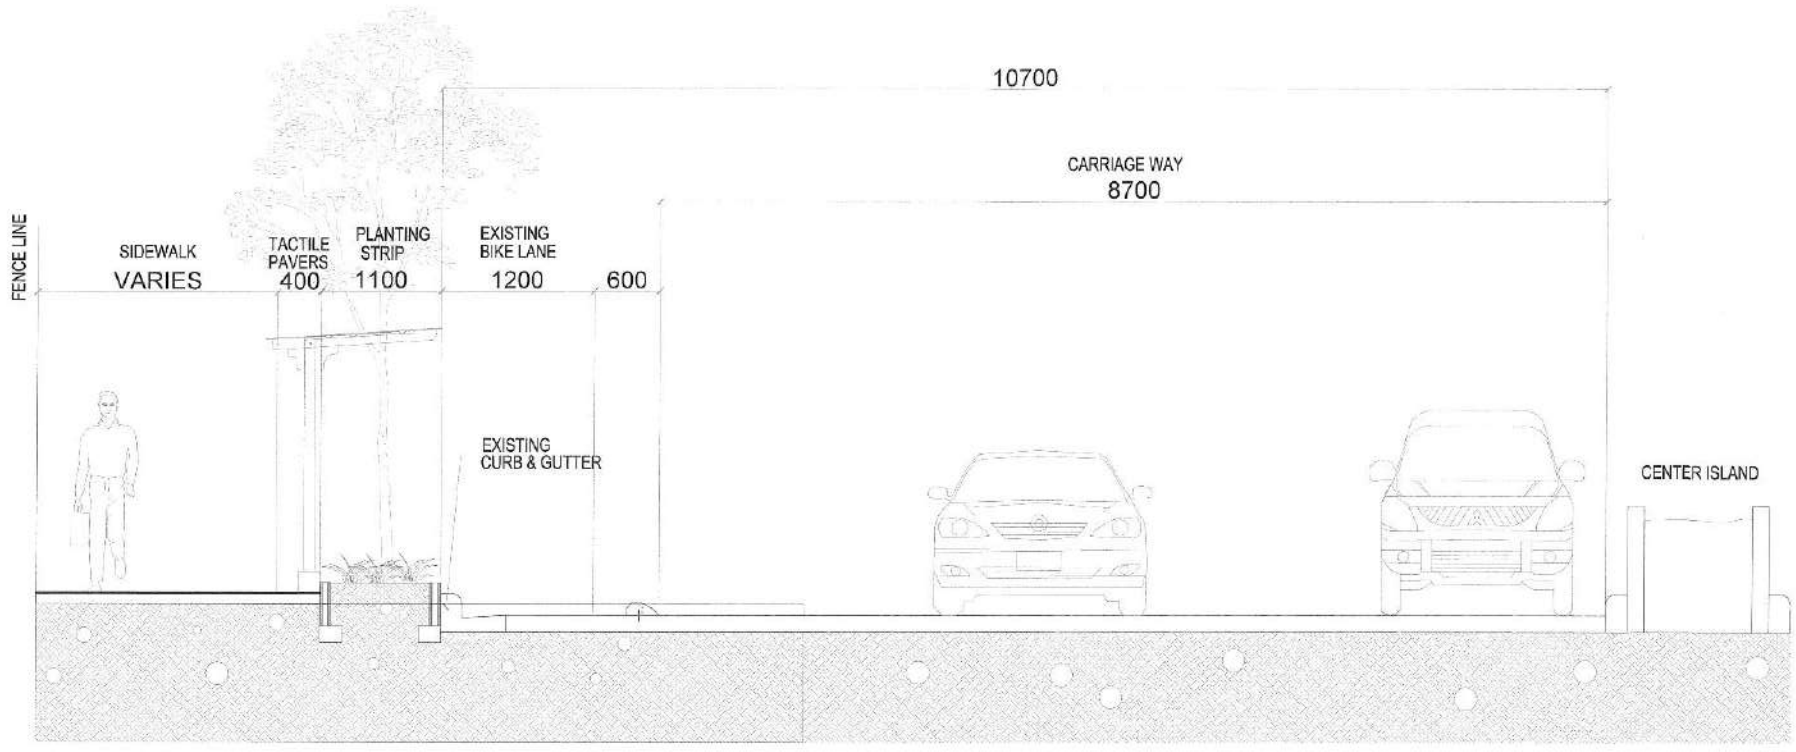 10700
CARRIAGE WAY
8700
FENCE LINE
SIDEWALK
VARIES
TACTILE
PAVERS
400
PLANTING
STRIP
1100
EXISTING
BIKE LANE
1200
600
EXISTING
CURB & GUTTER
CENTER ISLAND